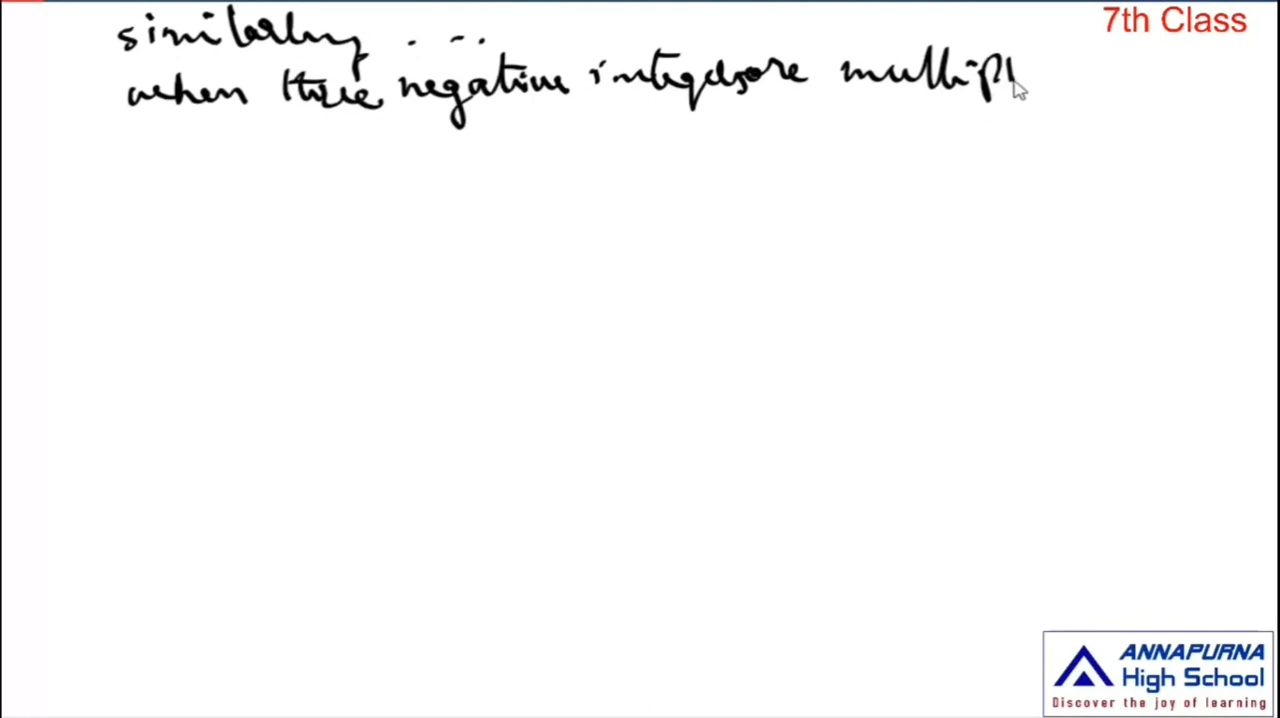 7th Class
similarly ...
when three negative integers are multipl
ANNAPURNA
High School
Discover the joy of learning